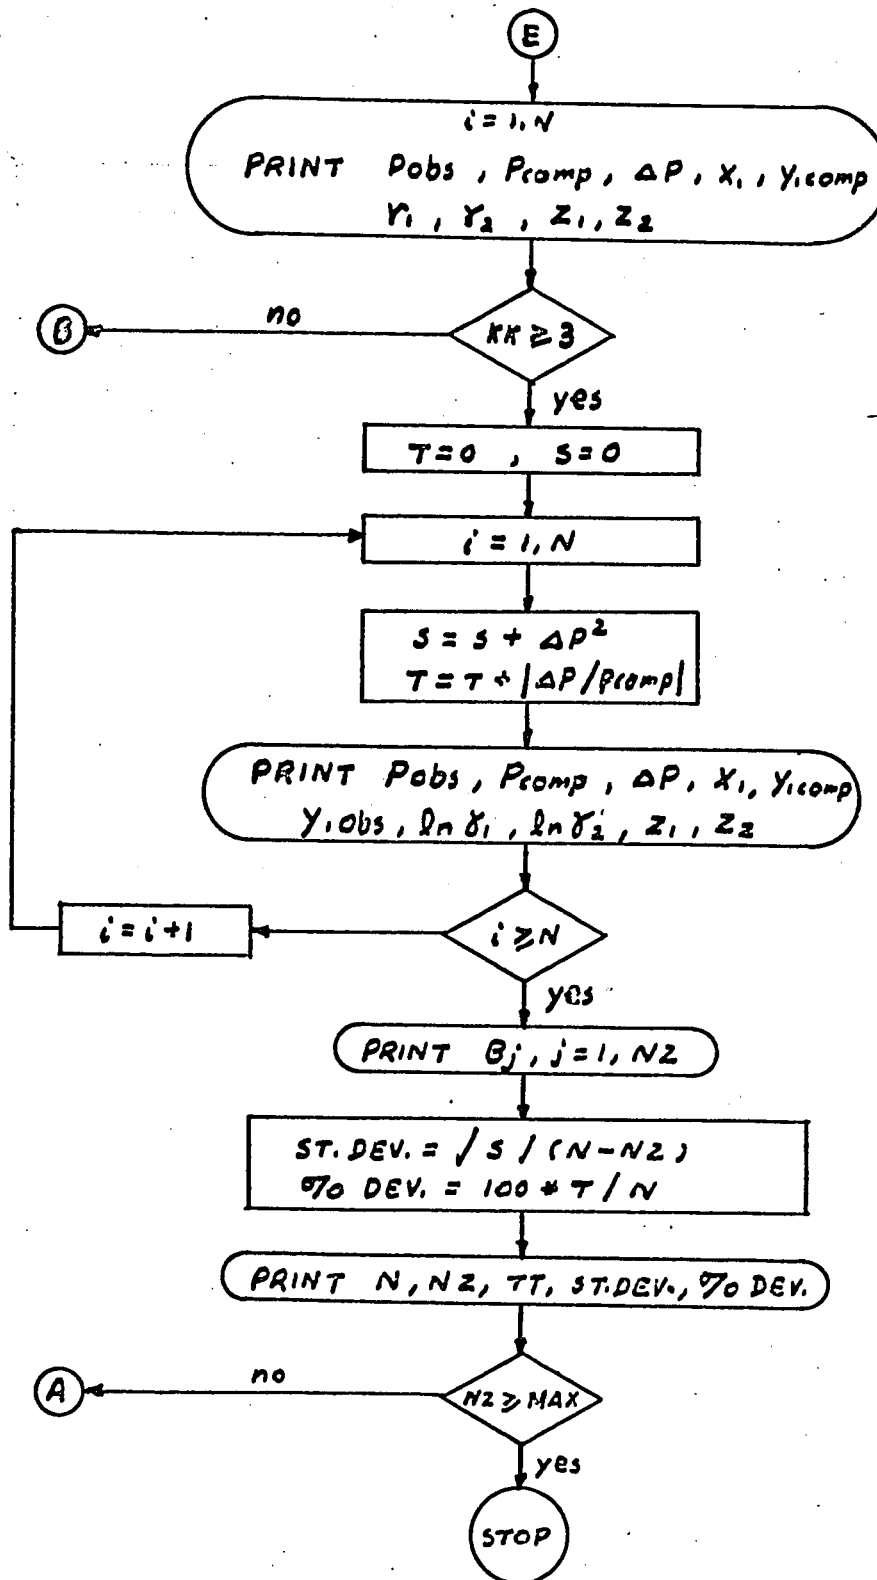 E
i = 1, N
PRINT Pobs, Pcomp, ΔP, X₁, Y₁comp
γ₁, γ₂, Z₁, Z₂
KK ≥ 3
no
B
yes
T=0, S=0
i = 1, N
S = S + ΔP²
T = T + |ΔP/Pcomp|
PRINT Pobs, Pcomp, ΔP, X₁, Y₁comp
Y₁obs, ln γ₁, ln γ₂, Z₁, Z₂
i = i+1
i ≥ N
yes
PRINT Bj, j=1, NZ
ST. DEV. = √S/(N-NZ)
% DEV. = 100 * T/N
PRINT N, NZ, TT, ST.DEV., % DEV.
A
no
NZ ≥ MAX
yes
STOP